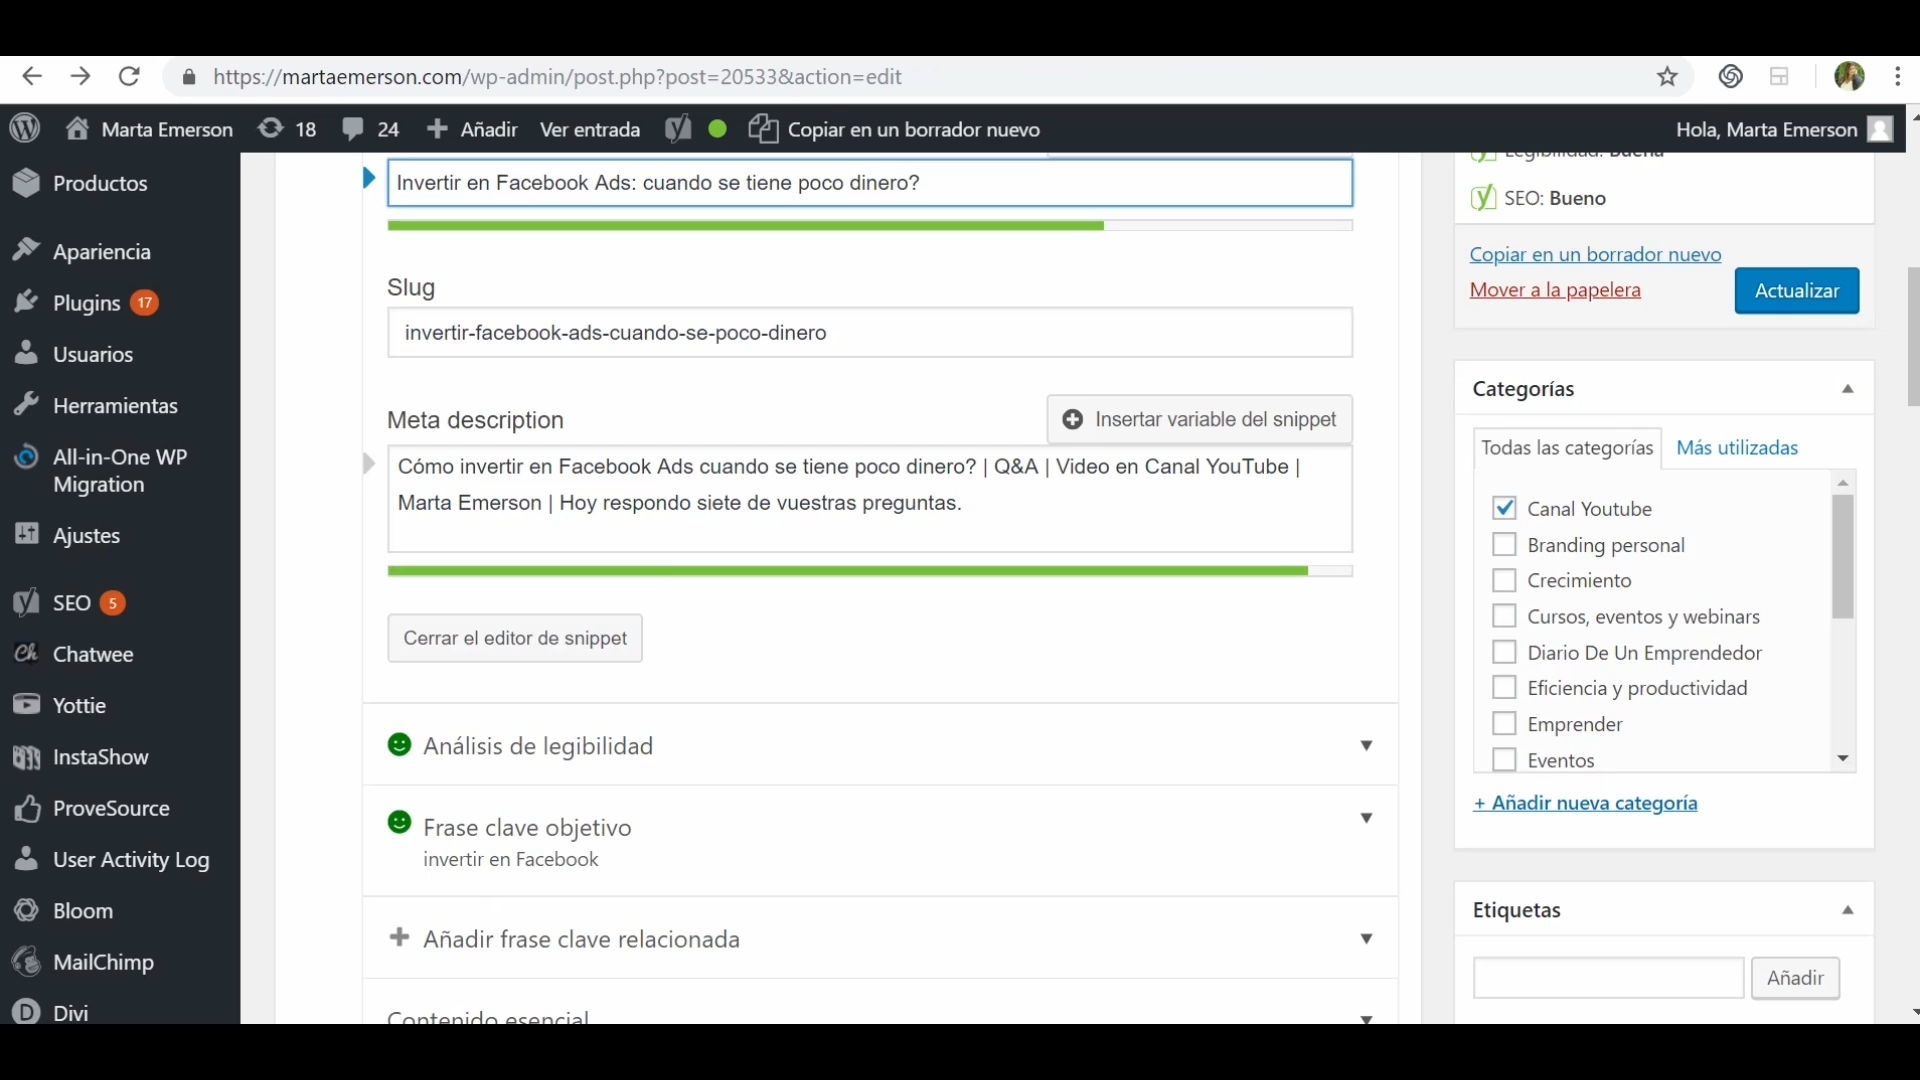 https://martaemerson.com/wp-admin/post.php?post=20533&action=edit
Marta Emerson 18 24 Añadir Ver entrada Copiar en un borrador nuevo Hola, Marta Emerson
Productos
Apariencia
Plugins 17
Usuarios
Herramientas
All-in-One WP
Migration
Ajustes
SEO 5
Chatwee
Yottie
InstaShow
ProveSource
User Activity Log
Bloom
MailChimp
Divi
Invertir en Facebook Ads: cuando se tiene poco dinero?
Slug
invertir-facebook-ads-cuando-se-poco-dinero
Meta description
Insertar variable del snippet
Cómo invertir en Facebook Ads cuando se tiene poco dinero? | Q&A | Video en Canal YouTube |
Marta Emerson | Hoy respondo siete de vuestras preguntas.
Cerrar el editor de snippet
Análisis de legibilidad
Frase clave objetivo
invertir en Facebook
Añadir frase clave relacionada
Contenido esencial
Legibilidad: Buena
SEO: Bueno
Copiar en un borrador nuevo
Mover a la papelera
Actualizar
Categorías
Todas las categorías Más utilizadas
Canal Youtube
Branding personal
Crecimiento
Cursos, eventos y webinars
Diario De Un Emprendedor
Eficiencia y productividad
Emprender
Eventos
+ Añadir nueva categoría
Etiquetas
Añadir